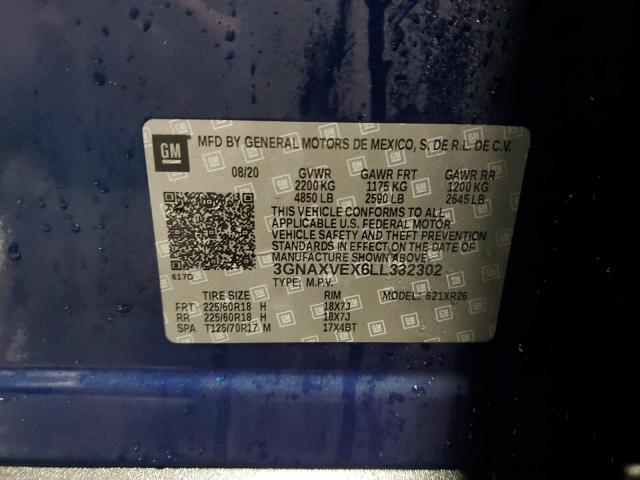 GM MFD BY GENERAL MOTORS DE MEXICO, S. DE R.L. DE C.V.
08/20 GVWR GAWR FRT GAWR RR
2200 KG 1175 KG 1200 KG
4850 LB 2590 LB 2645 LB
THIS VEHICLE CONFORMS TO ALL
APPLICABLE U.S. FEDERAL MOTOR
VEHICLE SAFETY AND THEFT PREVENTION
STANDARDS IN EFFECT ON THE DATE OF
MANUFACTURE SHOWN ABOVE.
617D 3GNAXVEX6LL332302
TYPE: M.P.V.
TIRE SIZE RIM MODEL: 621XR26
FRT 225/60R18 H 18X7J
RR 225/60R18 H 18X7J
SPA T125/70R17 M 17X4BT